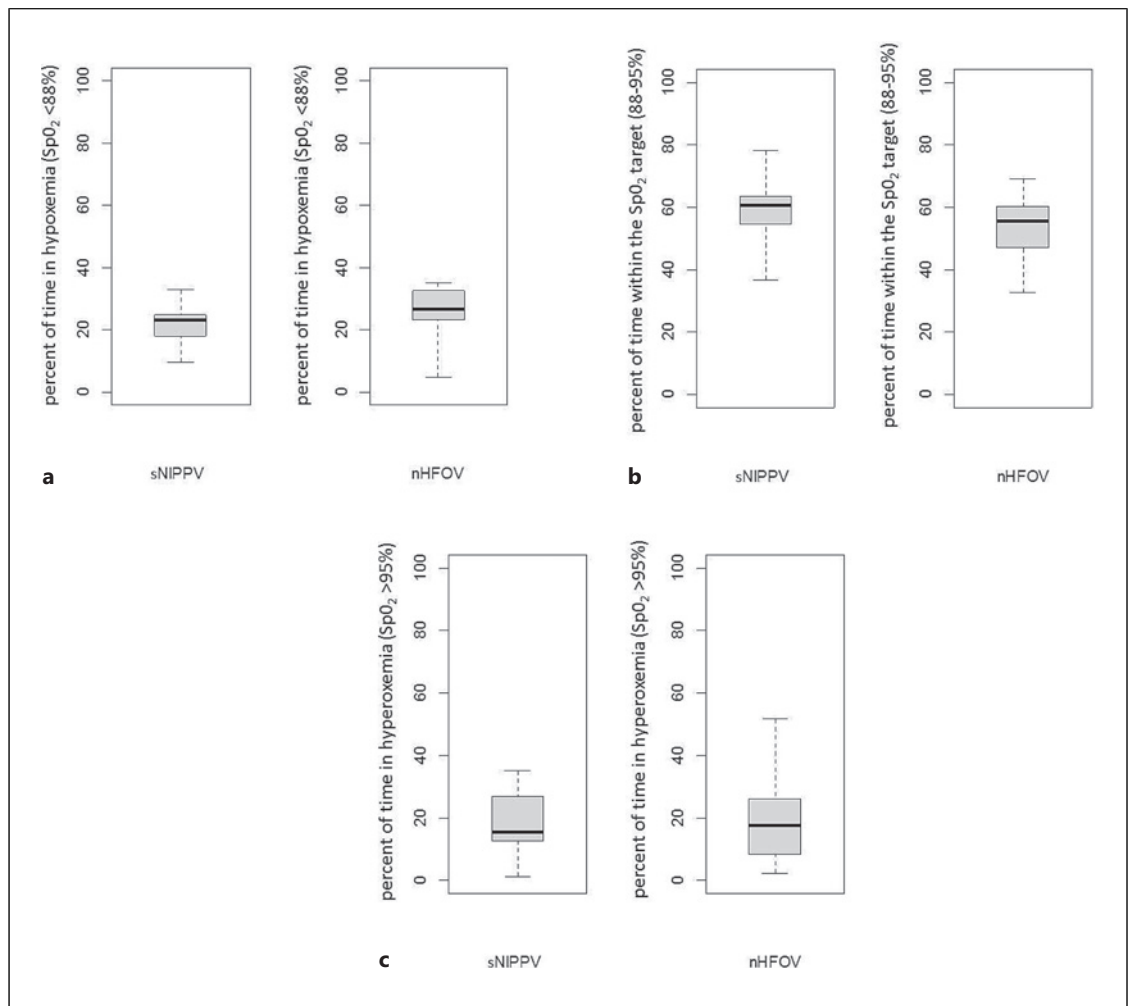 percent of time in hypoxemia (SpO₂ <88%)
100
80
60
40
20
0
sNIPPV
percent of time in hypoxemia (SpO₂ <88%)
100
80
60
40
20
0
nHFOV
a
percent of time within the SpO₂ target (88-95%)
100
80
60
40
20
0
sNIPPV
percent of time within the SpO₂ target (88-95%)
100
80
60
40
20
0
nHFOV
b
percent of time in hyperoxemia (SpO₂ >95%)
100
80
60
40
20
0
sNIPPV
percent of time in hyperoxemia (SpO₂ >95%)
100
80
60
40
20
0
nHFOV
c